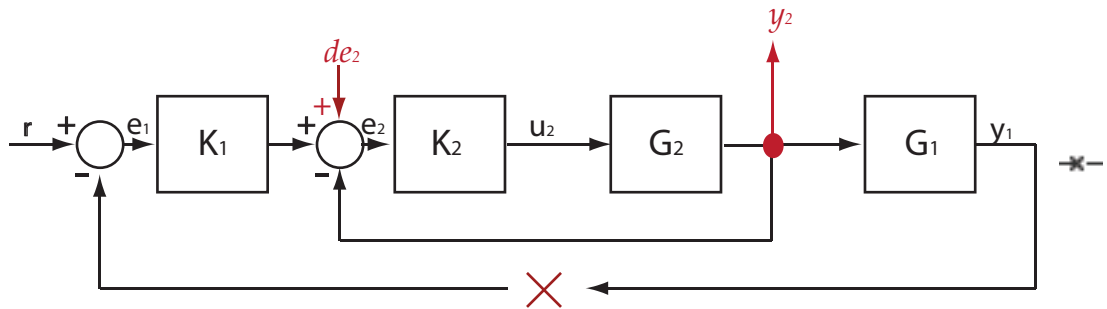 y₂
de₂
+
r + e₁ K₁ + e₂ K₂ u₂ G₂ G₁ y₁
- -